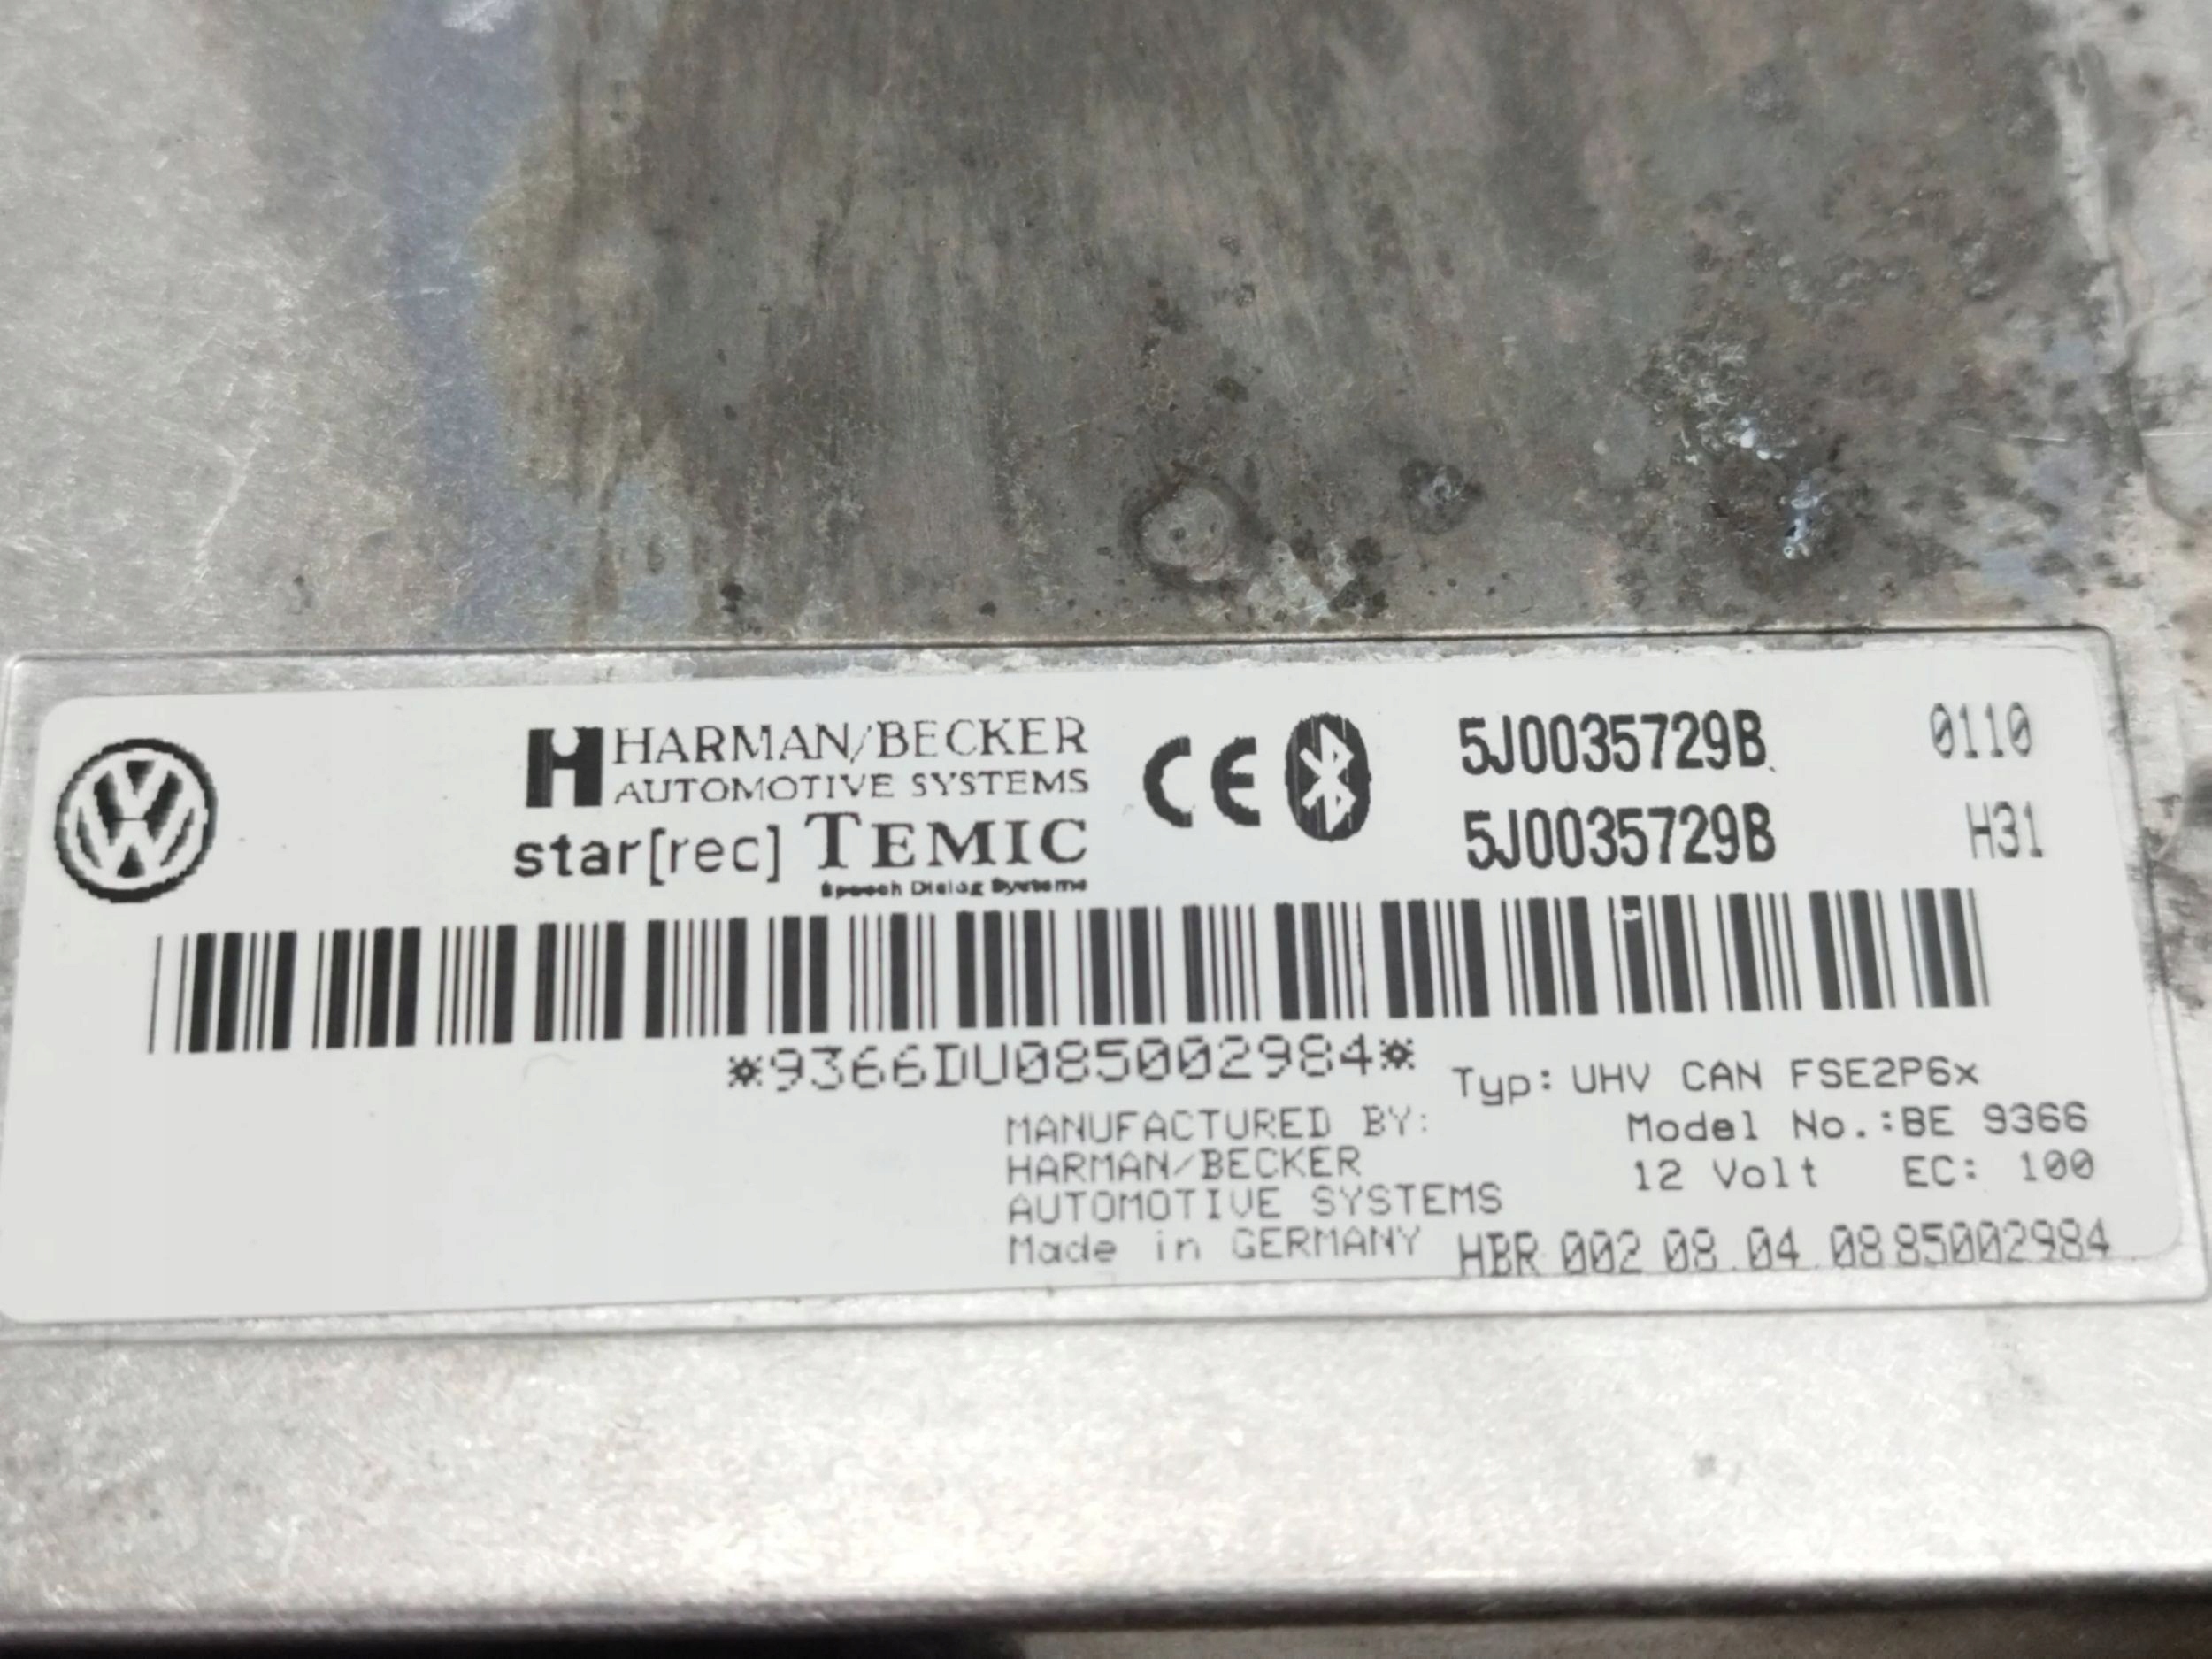 HARMAN/BECKER
AUTOMOTIVE SYSTEMS
star[rec] TEMIC
Speech Dialog Systems
CE
5J0035729B 0110
5J0035729B H31
*9366DU085002984*
Typ: UHV CAN FSE2P6x
MANUFACTURED BY:
HARMAN/BECKER
AUTOMOTIVE SYSTEMS
Made in GERMANY
Model No.:BE 9366
12 Volt EC: 100
HBR 002 08.04.08 85002984